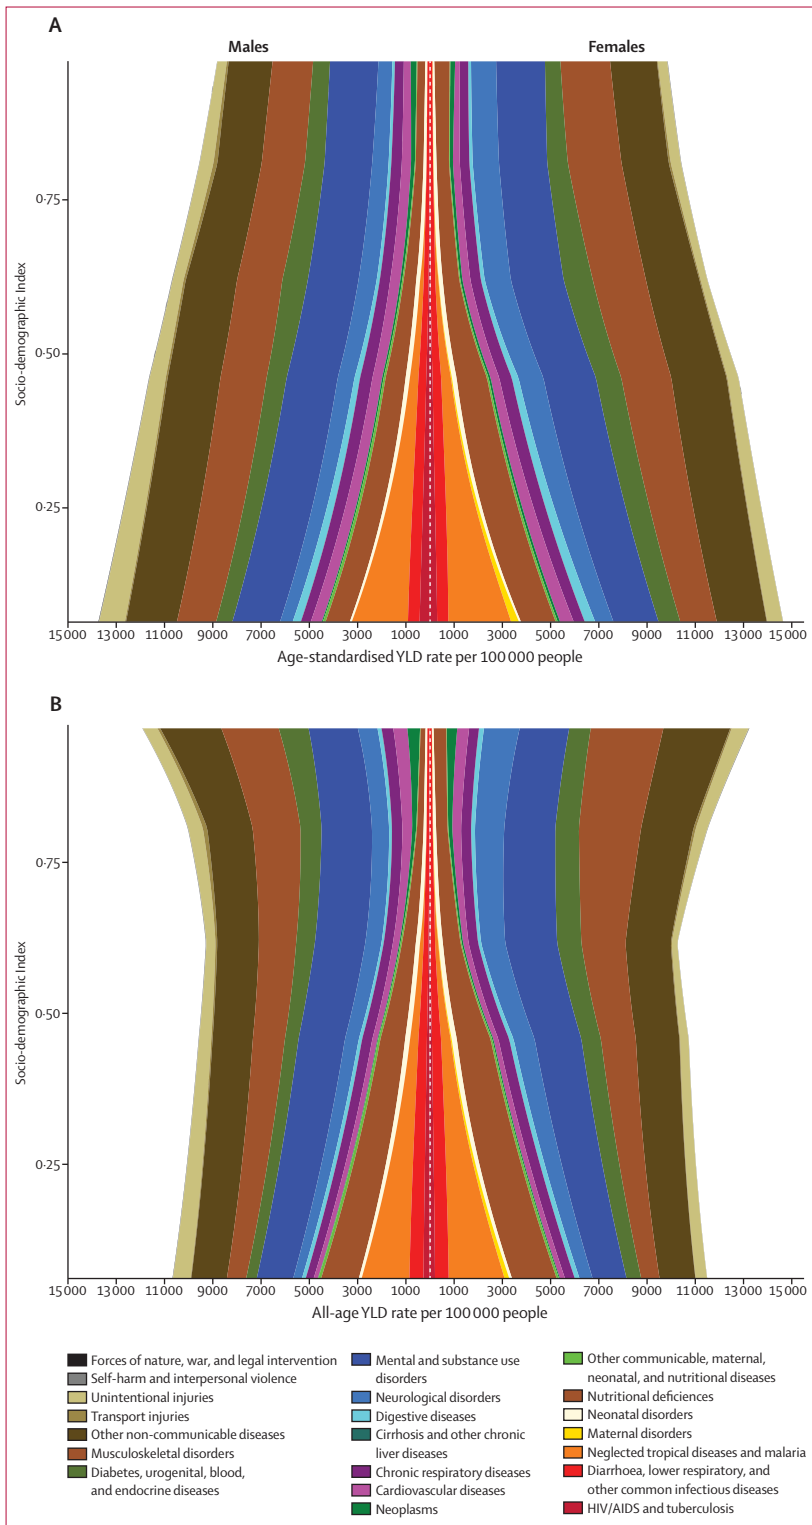 A
Males
Females
0·75
0·50
0·25
Socio-demographic Index
15 000 13 000 11 000 9000 7000 5000 3000 1000 1000 3000 5000 7000 9000 11 000 13 000 15 000
Age-standardised YLD rate per 100 000 people
B
0·75
0·50
0·25
Socio-demographic Index
15 000 13 000 11 000 9000 7000 5000 3000 1000 1000 3000 5000 7000 9000 11 000 13 000 15 000
All-age YLD rate per 100 000 people
Forces of nature, war, and legal intervention
Self-harm and interpersonal violence
Unintentional injuries
Transport injuries
Other non-communicable diseases
Musculoskeletal disorders
Diabetes, urogenital, blood,
and endocrine diseases
Mental and substance use
disorders
Neurological disorders
Digestive diseases
Cirrhosis and other chronic
liver diseases
Chronic respiratory diseases
Cardiovascular diseases
Neoplasms
Other communicable, maternal,
neonatal, and nutritional diseases
Nutritional deficiences
Neonatal disorders
Maternal disorders
Neglected tropical diseases and malaria
Diarrhoea, lower respiratory, and
other common infectious diseases
HIV/AIDS and tuberculosis